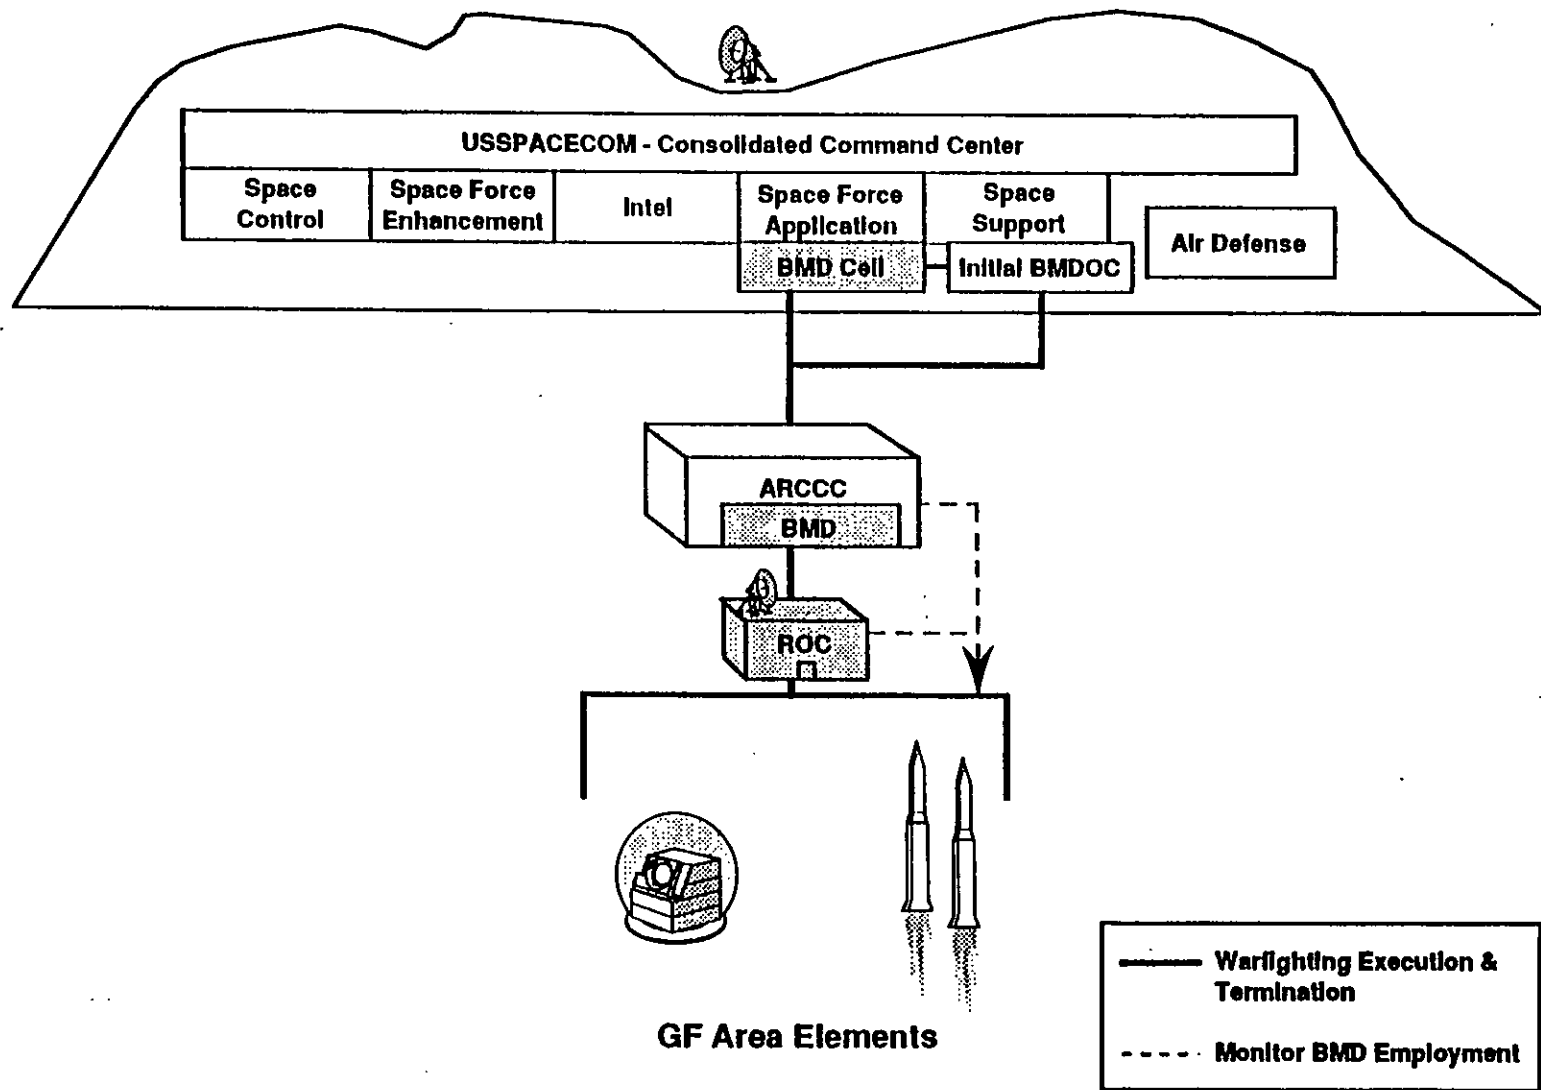 USSPACECOM - Consolidated Command Center
Space
Control
Space Force
Enhancement
Intel
Space Force
Application
Space
Support
Air Defense
BMD Cell
Initial BMDOC
ARCCC
BMD
ROC
GF Area Elements
Warfighting Execution &
Termination
Monitor BMD Employment